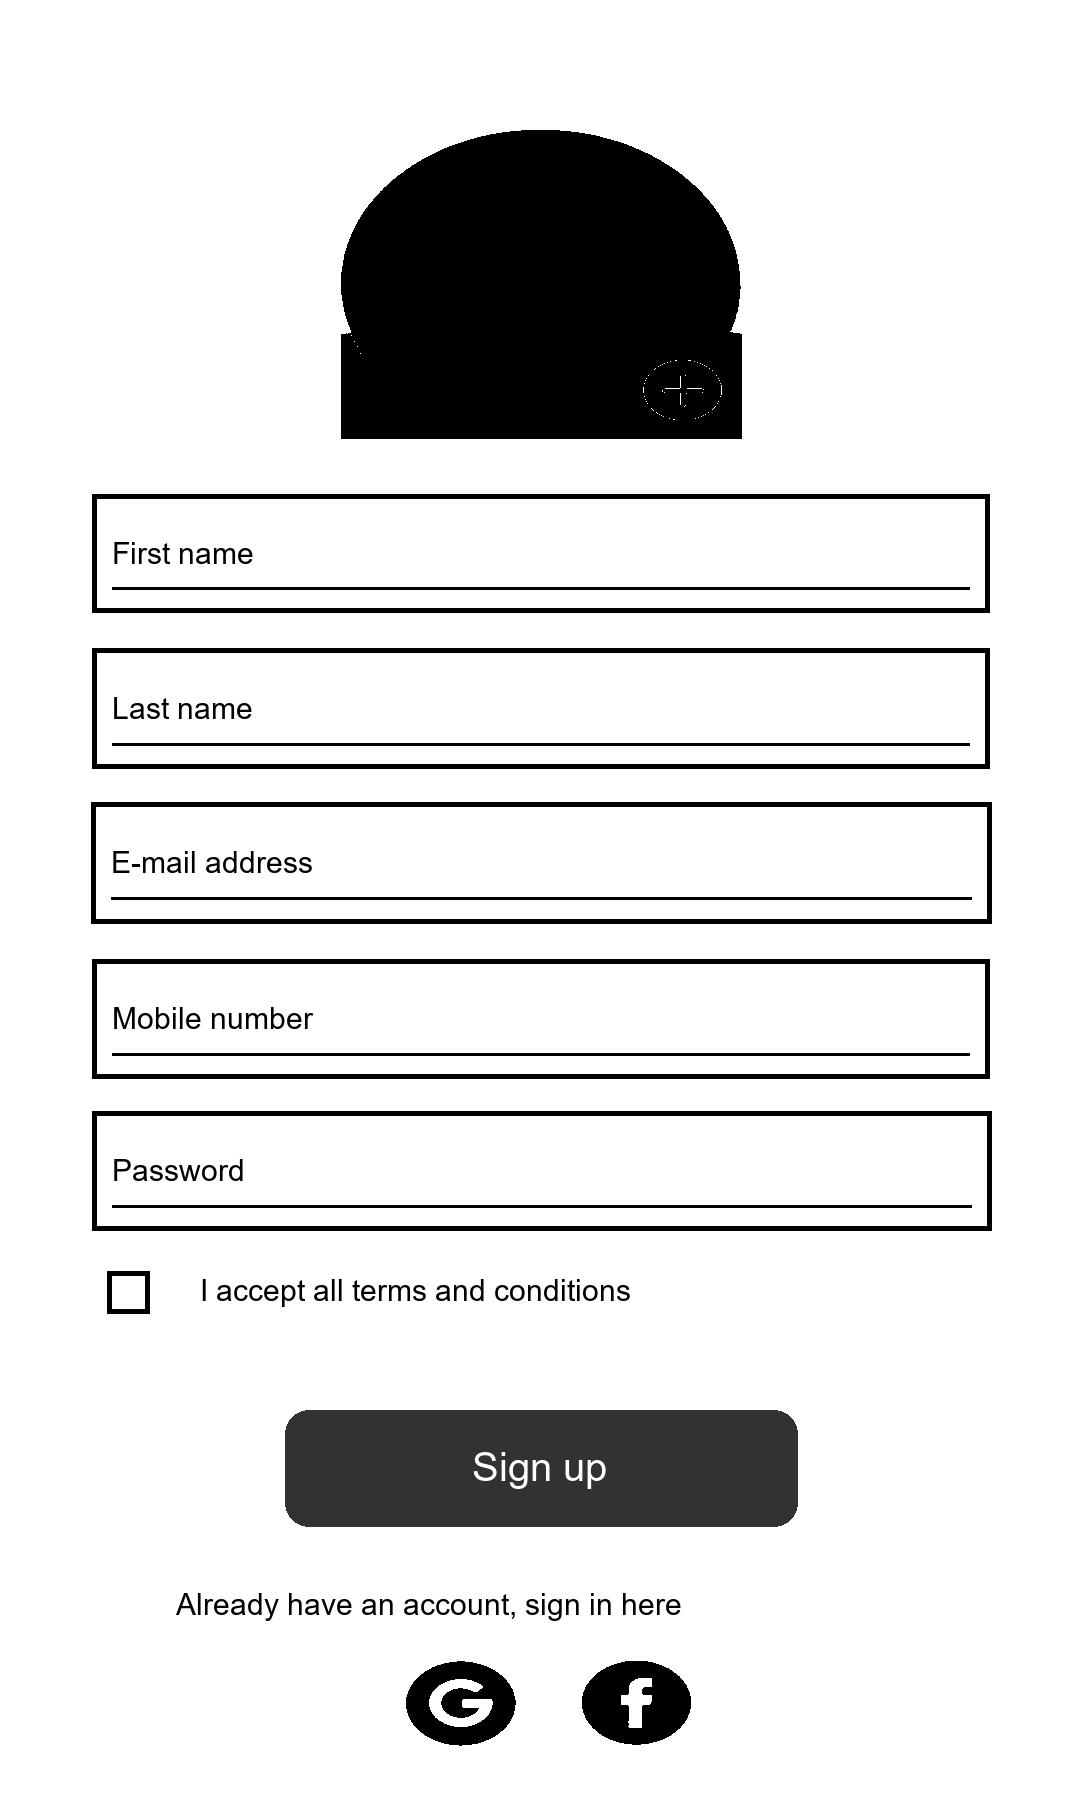 First name
Last name
E-mail address
Mobile number
Password
I accept all terms and conditions
Sign up
Already have an account, sign in here
G f